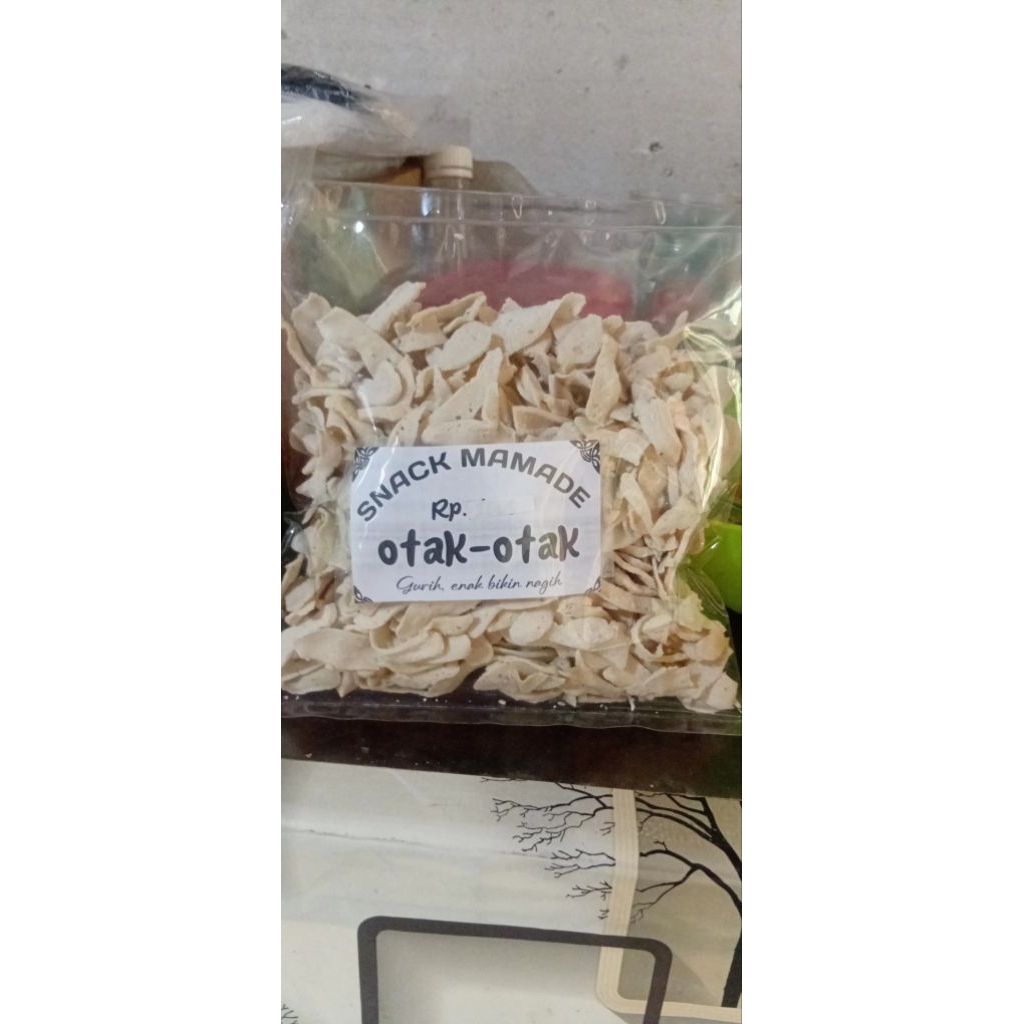 SNACK MAMADE
Rp.
otak-otak
Gurih, enak bikin nagih